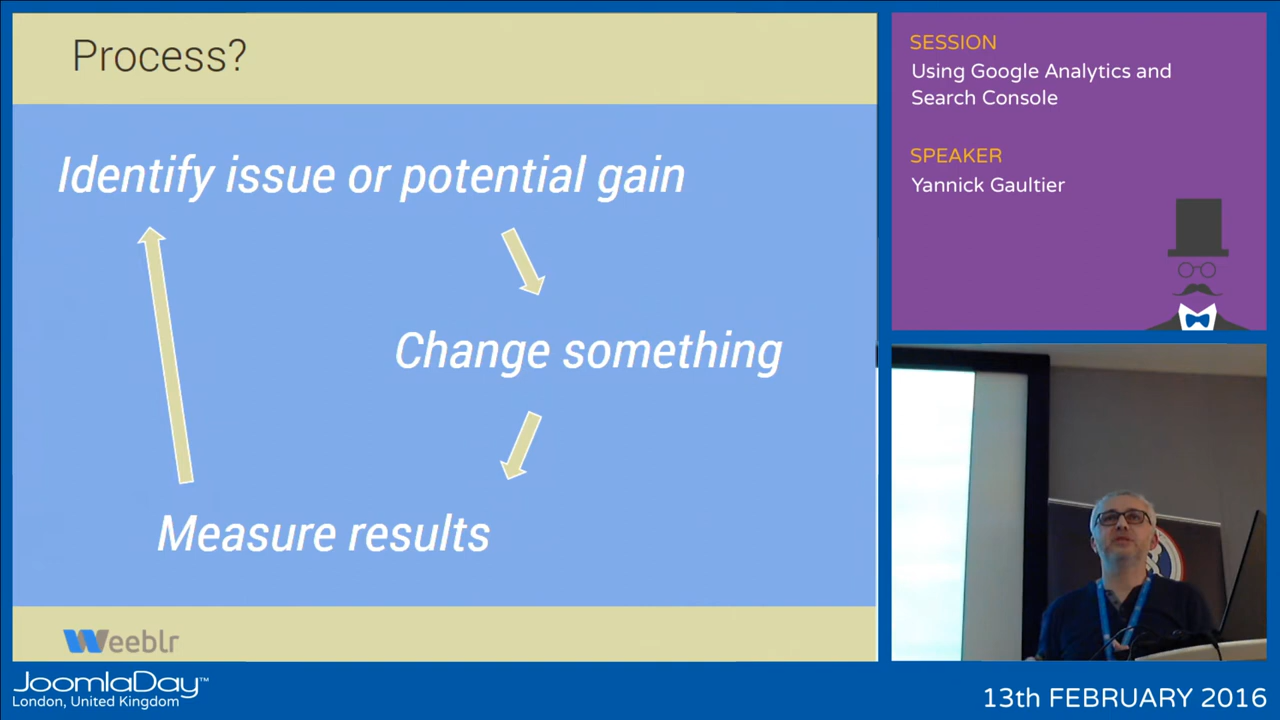 Process?
Identify issue or potential gain
Change something
Measure results
Weeblr
SESSION
Using Google Analytics and
Search Console
SPEAKER
Yannick Gaultier
JoomlaDay™
London, United Kingdom
13th FEBRUARY 2016